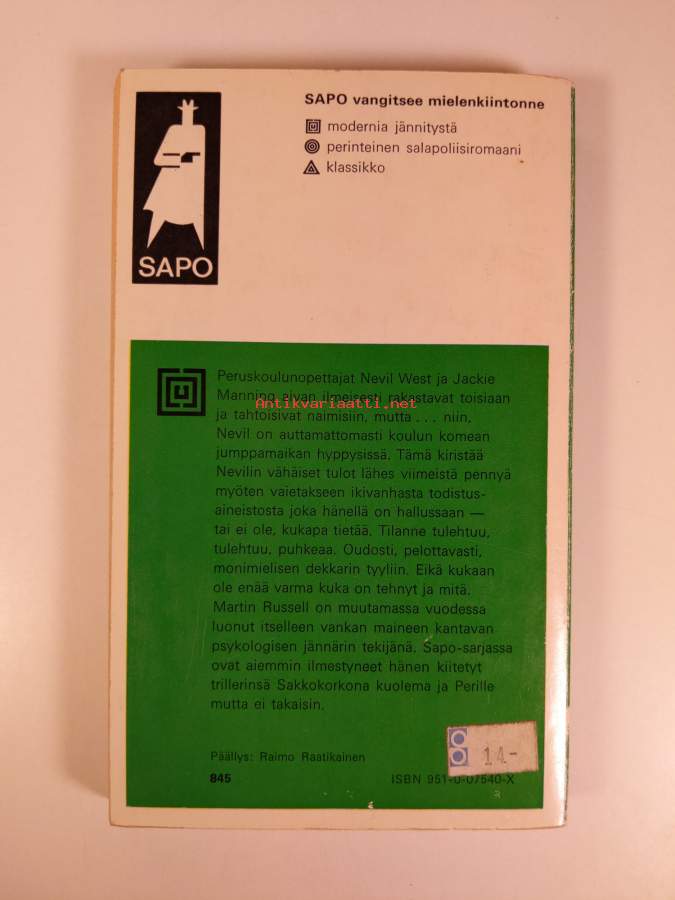 SAPO vangitsee mielenkiintonne
modernia jännitystä
perinteinen salapoliisiromaani
klassikko
SAPO
Peruskoulunopettajat Nevil West ja Jackie
Manning aivan ilmeisesti rakastavat toisiaan
Antikvariaatti.net
ja tahtoisivat naimisiin, mutta . . . niin,
Nevil on auttamattomasti koulun komean
jumppamaikan hyppysissä. Tämä kiristää
Nevilin vähäiset tulot lähes viimeistä pennyä
myöten vaietakseen ikivanhasta todistus-
aineistosta joka hänellä on hallussaan —
tai ei ole, kukapa tietää. Tilanne tulehtuu,
tulehtuu, puhkeaa. Oudosti, pelottavasti,
monimielisen dekkarin tyyliin. Eikä kukaan
ole enää varma kuka on tehnyt ja mitä.
Martin Russell on muutamassa vuodessa
luonut itselleen vankan maineen kantavan
psykologisen jännärin tekijänä. Sapo-sarjassa
ovat aiemmin ilmestyneet hänen kiitetyt
trillerinsä Sakkokorkona kuolema ja Perille
mutta ei takaisin.
14-
Päällys: Raimo Raatikainen
845
ISBN 951-0-07540-X